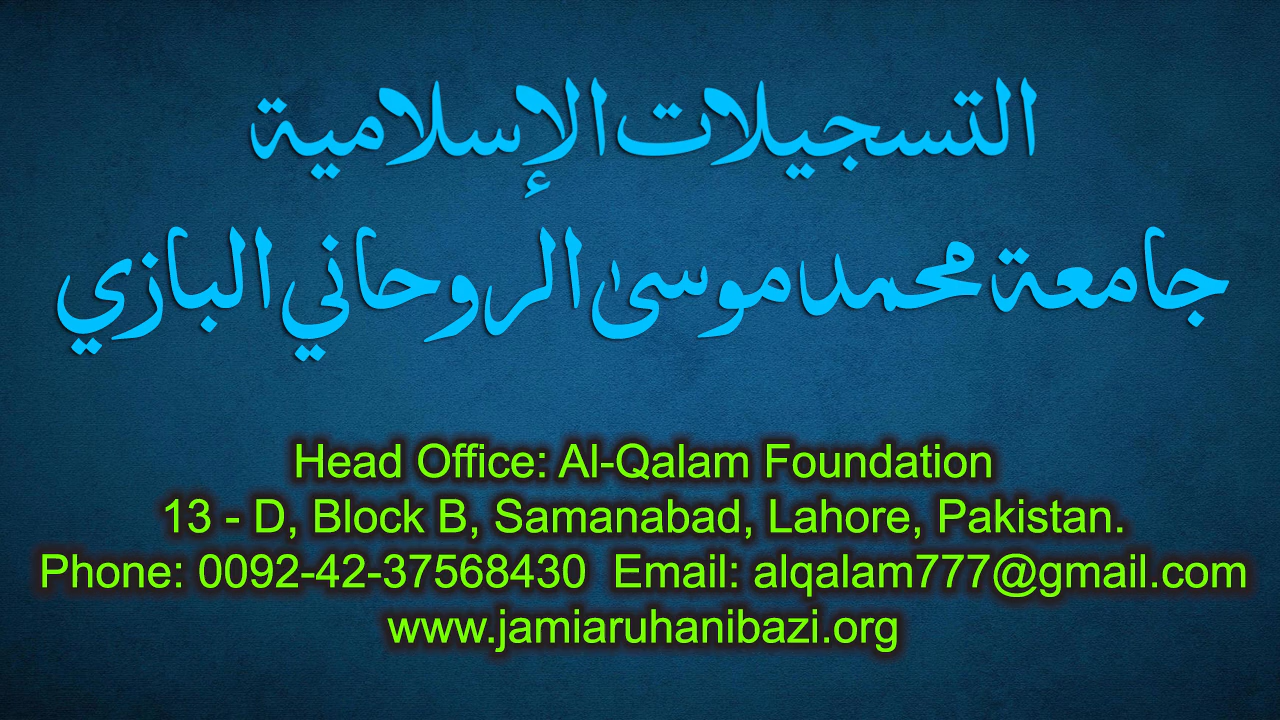 التسجيلات الإسلامية
جامعة محمد موسىٰ الروحاني البازي
Head Office: Al-Qalam Foundation
13 - D, Block B, Samanabad, Lahore, Pakistan.
Phone: 0092-42-37568430  Email: alqalam777@gmail.com
www.jamiaruhanibazi.org